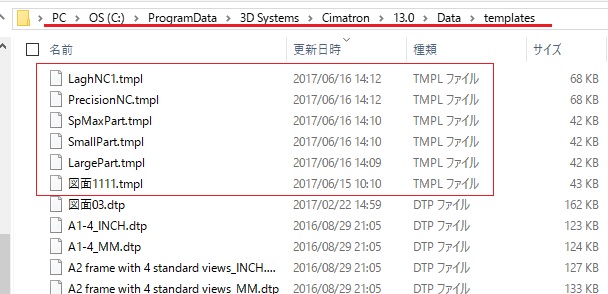 PC > OS (C:) > ProgramData > 3D Systems > Cimatron > 13.0 > Data > templates
名前 更新日時 種類 サイズ
LaghNC1.tmpl 2017/06/16 14:12 TMPL ファイル 68 KB
PrecisionNC.tmpl 2017/06/16 14:12 TMPL ファイル 68 KB
SpMaxPart.tmpl 2017/06/16 14:10 TMPL ファイル 42 KB
SmallPart.tmpl 2017/06/16 14:10 TMPL ファイル 42 KB
LargePart.tmpl 2017/06/16 14:09 TMPL ファイル 42 KB
図面1111.tmpl 2017/06/15 10:10 TMPL ファイル 43 KB
図面03.dtp 2017/02/22 14:59 DTP ファイル 162 KB
A1-4_INCH.dtp 2016/08/29 21:05 DTP ファイル 123 KB
A1-4_MM.dtp 2016/08/29 21:05 DTP ファイル 124 KB
A2 frame with 4 standard views_INCH.... 2016/08/29 21:05 DTP ファイル 127 KB
A2 frame with 4 standard views_MM.dtp 2016/08/29 21:05 DTP ファイル 130 KB